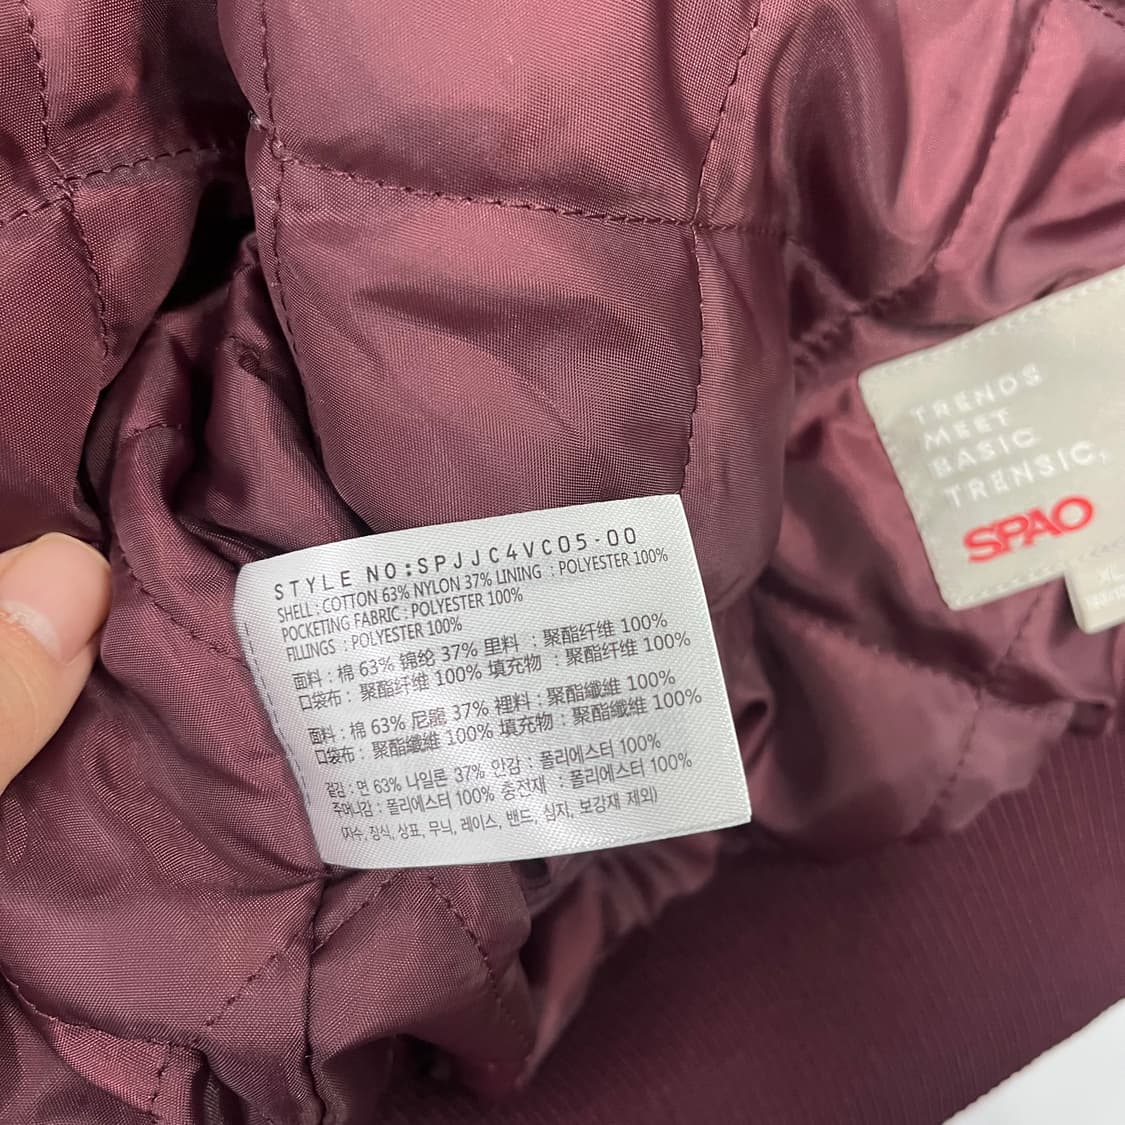 TRENDS
MEET
BASIC
TRENSIC,
SPAO
XL
STYLE NO:SPJJC4VC05-00
SHELL : COTTON 63% NYLON 37% LINING : POLYESTER 100%
POCKETING FABRIC : POLYESTER 100%
FILLINGS : POLYESTER 100%
面料 : 棉 63% 锦纶 37% 里料 : 聚酯纤维 100%
口袋布 : 聚酯纤维 100% 填充物 : 聚酯纤维 100%
面料 : 棉 63% 尼龍 37% 裡料 : 聚酯纖維 100%
口袋布 : 聚酯纖維 100% 填充物 : 聚酯纖維 100%
겉감 : 면 63% 나일론 37% 안감 : 폴리에스터 100%
주머니감 : 폴리에스터 100% 충전재 : 폴리에스터 100%
(자수, 장식, 상표, 무늬, 레이스, 밴드, 심지, 보강재 제외)